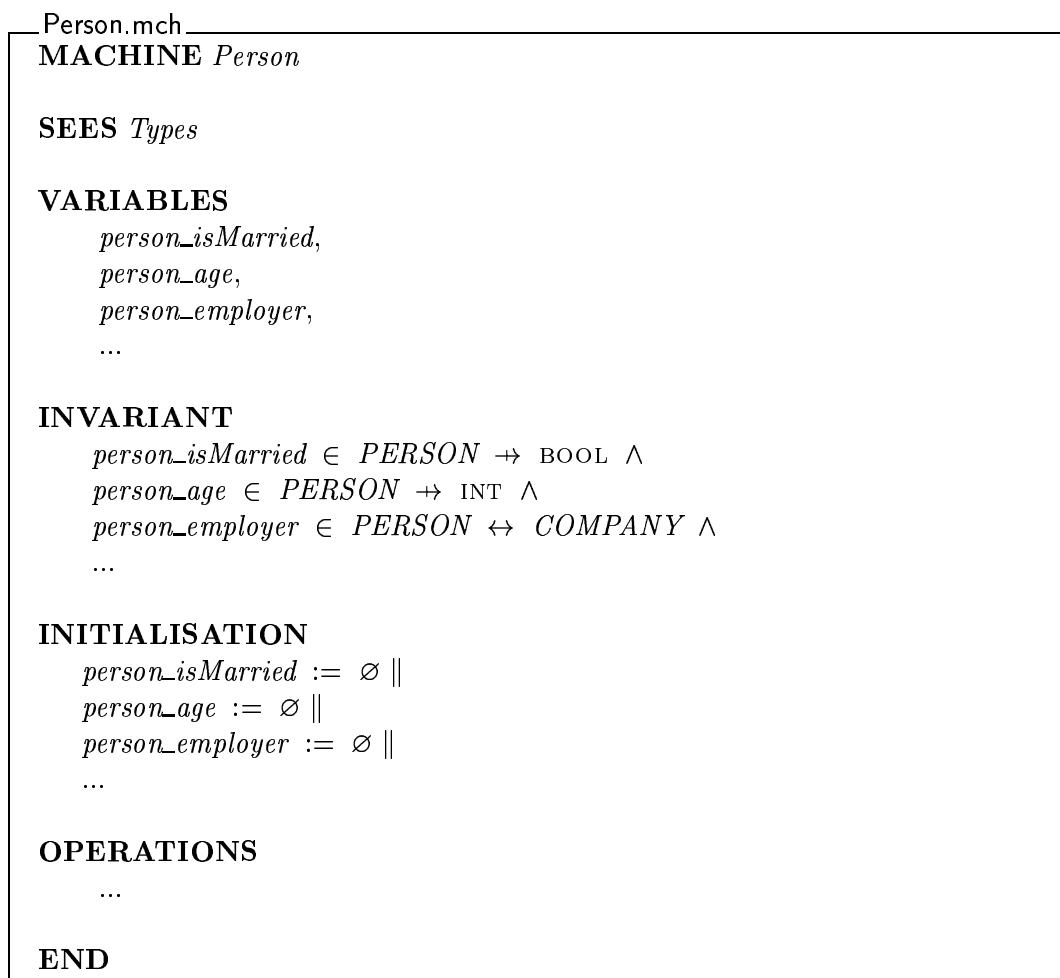 Person.mch
MACHINE Person
SEES Types
VARIABLES
person_isMarried,
person_age,
person_employer,
...
INVARIANT
person_isMarried ∈ PERSON ⇸ BOOL ∧
person_age ∈ PERSON ⇸ INT ∧
person_employer ∈ PERSON ↔ COMPANY ∧
...
INITIALISATION
person_isMarried := ∅ ||
person_age := ∅ ||
person_employer := ∅ ||
...
OPERATIONS
...
END